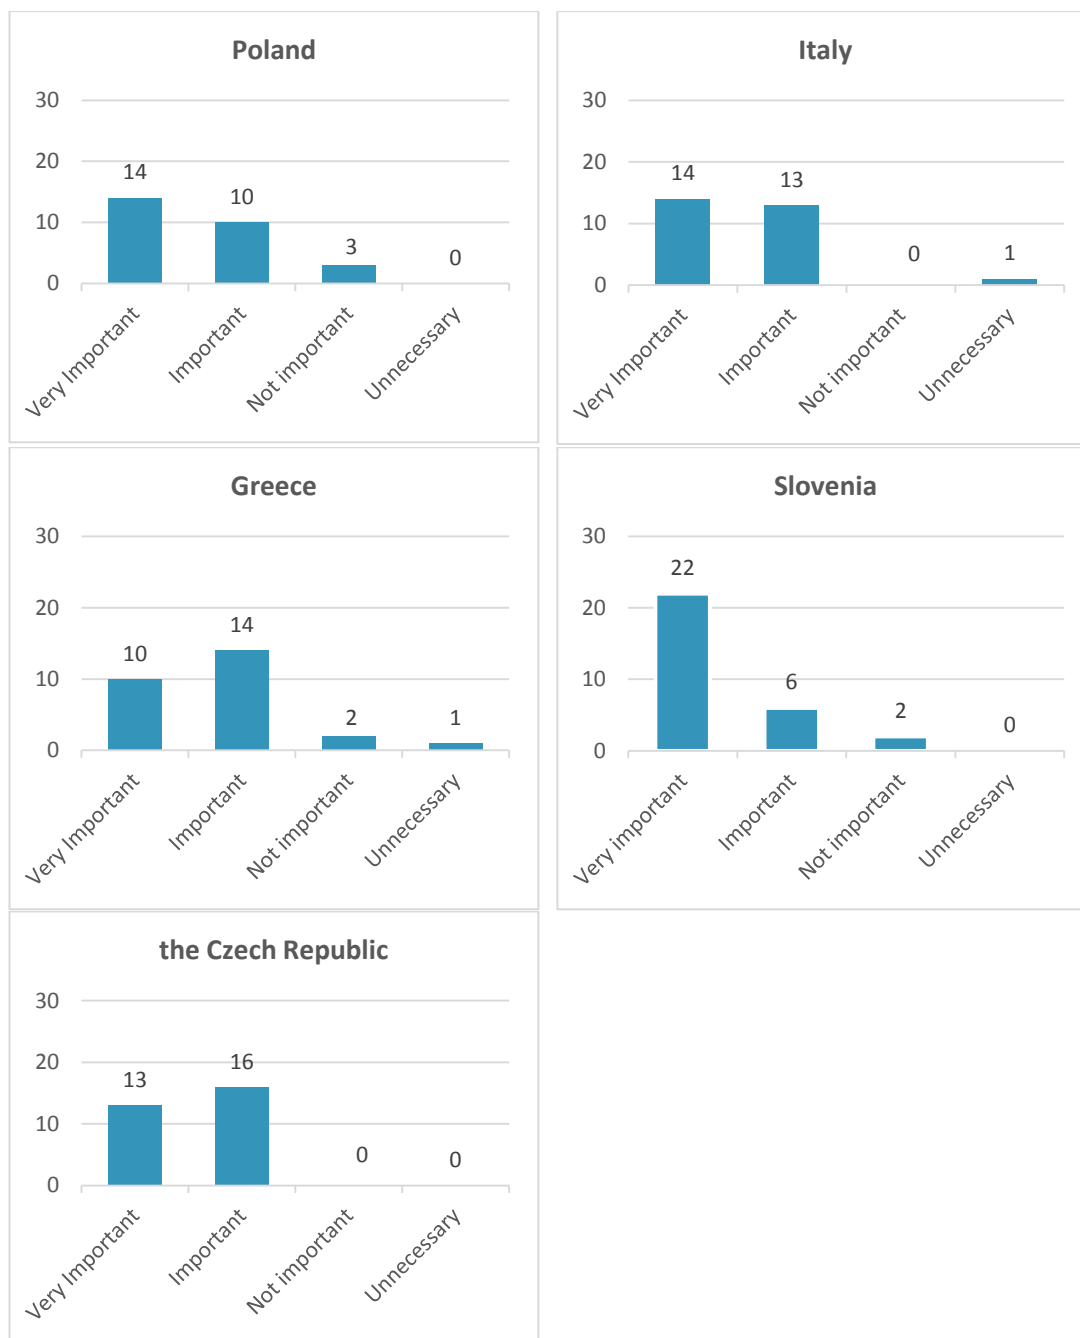 Poland
30
20
10
0
14
10
3
0
Very Important
Important
Not important
Unnecessary
Italy
30
20
10
0
14
13
0
1
Very Important
Important
Not important
Unnecessary
Greece
30
20
10
0
10
14
2
1
Very Important
Important
Not important
Unnecessary
Slovenia
30
20
10
0
22
6
2
0
Very important
Important
Not important
Unnecessary
the Czech Republic
30
20
10
0
13
16
0
0
Very Important
Important
Not important
Unnecessary